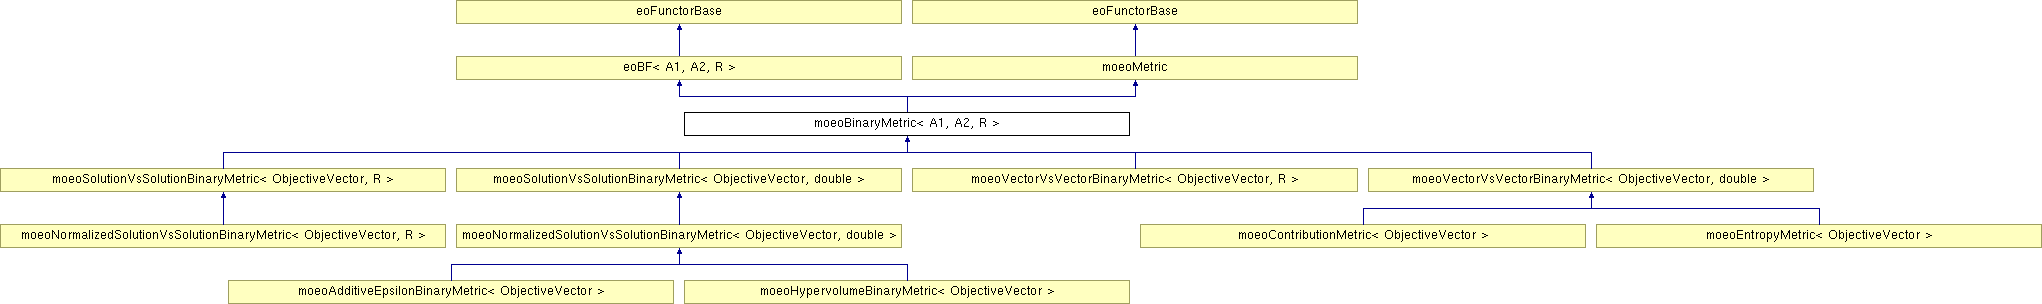 eoFunctorBase
eoFunctorBase
eoBF< A1, A2, R >
moeoMetric
moeoBinaryMetric< A1, A2, R >
moeoSolutionVsSolutionBinaryMetric< ObjectiveVector, R >
moeoSolutionVsSolutionBinaryMetric< ObjectiveVector, double >
moeoVectorVsVectorBinaryMetric< ObjectiveVector, R >
moeoVectorVsVectorBinaryMetric< ObjectiveVector, double >
moeoNormalizedSolutionVsSolutionBinaryMetric< ObjectiveVector, R >
moeoNormalizedSolutionVsSolutionBinaryMetric< ObjectiveVector, double >
moeoContributionMetric< ObjectiveVector >
moeoEntropyMetric< ObjectiveVector >
moeoAdditiveEpsilonBinaryMetric< ObjectiveVector >
moeoHypervolumeBinaryMetric< ObjectiveVector >